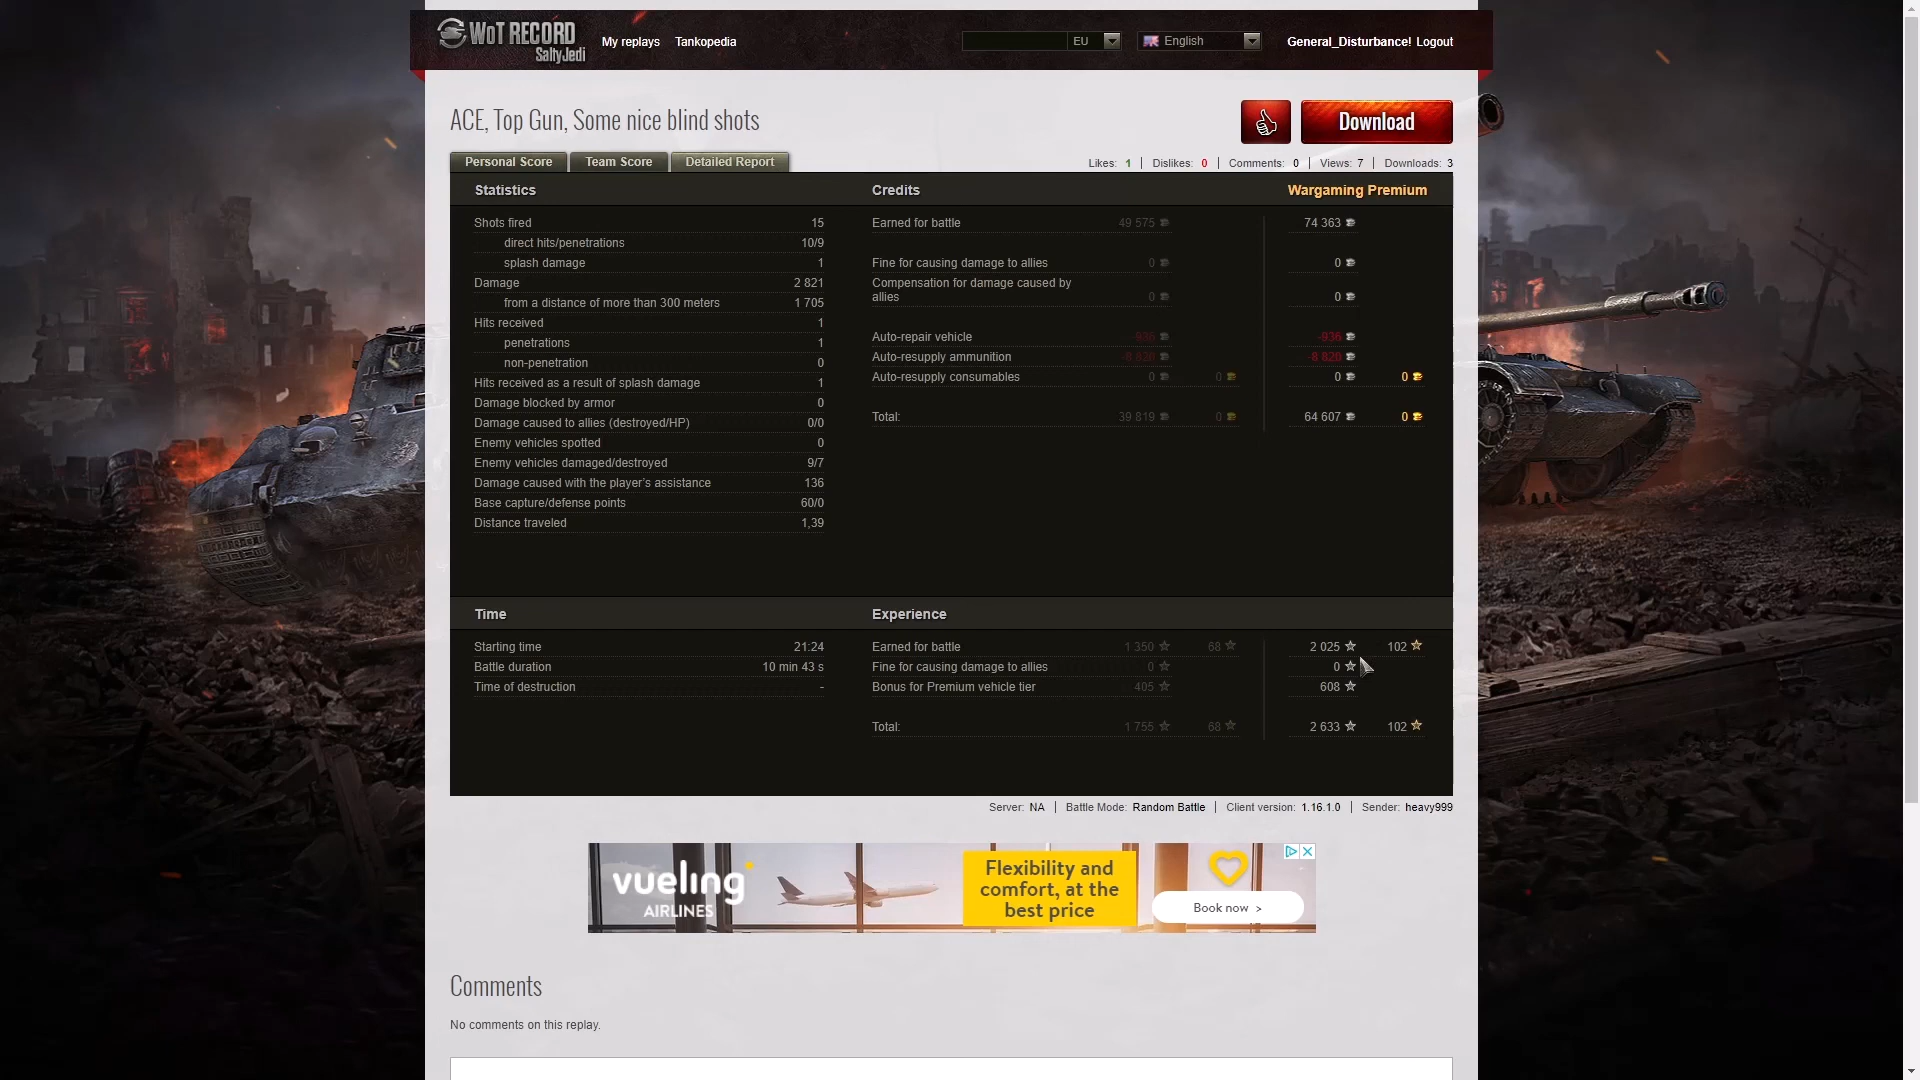 WoT RECORD
SaltyJedi
My replays Tankopedia EU English General_Disturbance! Logout
ACE, Top Gun, Some nice blind shots
Download
Personal Score Team Score Detailed Report
Likes: 1 | Dislikes: 0 | Comments: 0 | Views: 7 | Downloads: 3
Statistics Credits Wargaming Premium
Shots fired 15 Earned for battle 49 575 74 363
direct hits/penetrations 10/9
splash damage 1 Fine for causing damage to allies 0 0
Damage 2 821 Compensation for damage caused by
allies 0 0
from a distance of more than 300 meters 1 705
Hits received 1
penetrations 1 Auto-repair vehicle -936 -936
non-penetration 0 Auto-resupply ammunition -8 820 -8 820
Hits received as a result of splash damage 1 Auto-resupply consumables 0 0 0 0
Damage blocked by armor 0
Damage caused to allies (destroyed/HP) 0/0 Total: 39 819 0 64 607 0
Enemy vehicles spotted 0
Enemy vehicles damaged/destroyed 9/7
Damage caused with the player's assistance 136
Base capture/defense points 60/0
Distance traveled 1,39
Time Experience
Starting time 21:24 Earned for battle 1 350 68 2 025 102
Battle duration 10 min 43 s Fine for causing damage to allies 0 0
Time of destruction - Bonus for Premium vehicle tier 405 608
Total: 1 755 68 2 633 102
Server: NA | Battle Mode: Random Battle | Client version: 1.16.1.0 | Sender: heavy999
vueling
AIRLINES
Flexibility and
comfort, at the
best price
Book now >
Comments
No comments on this replay.